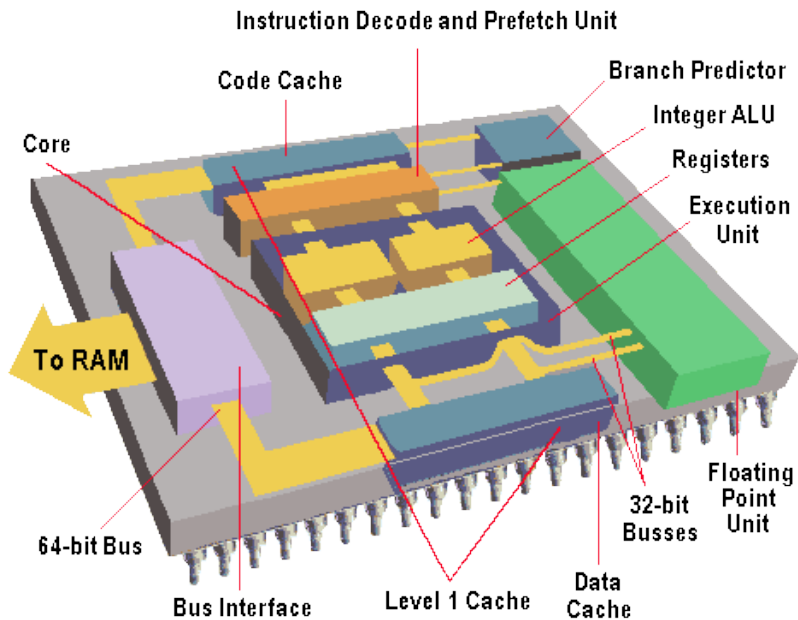 Instruction Decode and Prefetch Unit
Code Cache
Branch Predictor
Core
Integer ALU
Registers
Execution
Unit
To RAM
64-bit Bus
Bus Interface
Level 1 Cache
Data
Cache
32-bit
Busses
Floating
Point
Unit